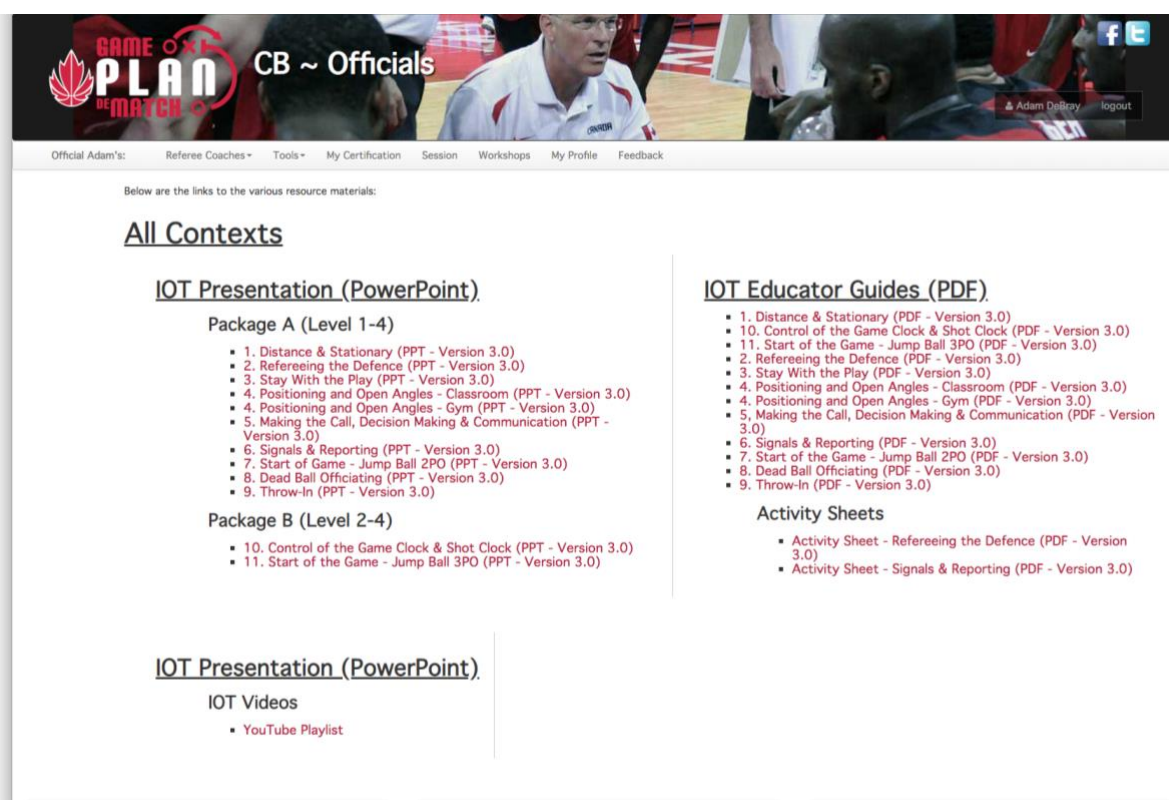 GAME
PLAN
DE MATCH
CB ~ Officials
CANADA
Adam DeBray logout
Official Adam's: Referee Coaches Tools My Certification Session Workshops My Profile Feedback
Below are the links to the various resource materials:
All Contexts
IOT Presentation (PowerPoint)
Package A (Level 1-4)
1. Distance & Stationary (PPT - Version 3.0)
2. Refereeing the Defence (PPT - Version 3.0)
3. Stay With the Play (PPT - Version 3.0)
4. Positioning and Open Angles - Classroom (PPT - Version 3.0)
4. Positioning and Open Angles - Gym (PPT - Version 3.0)
5. Making the Call, Decision Making & Communication (PPT -
Version 3.0)
6. Signals & Reporting (PPT - Version 3.0)
7. Start of Game - Jump Ball 2PO (PPT - Version 3.0)
8. Dead Ball Officiating (PPT - Version 3.0)
9. Throw-In (PPT - Version 3.0)
Package B (Level 2-4)
10. Control of the Game Clock & Shot Clock (PPT - Version 3.0)
11. Start of the Game - Jump Ball 3PO (PPT - Version 3.0)
IOT Educator Guides (PDF)
1. Distance & Stationary (PDF - Version 3.0)
10. Control of the Game Clock & Shot Clock (PDF - Version 3.0)
11. Start of the Game - Jump Ball 3PO (PDF - Version 3.0)
2. Refereeing the Defence (PDF - Version 3.0)
3. Stay With the Play (PDF - Version 3.0)
4. Positioning and Open Angles - Classroom (PDF - Version 3.0)
4. Positioning and Open Angles - Gym (PDF - Version 3.0)
5, Making the Call, Decision Making & Communication (PDF - Version
3.0)
6. Signals & Reporting (PDF - Version 3.0)
7. Start of the Game - Jump Ball 2PO (PDF - Version 3.0)
8. Dead Ball Officiating (PDF - Version 3.0)
9. Throw-In (PDF - Version 3.0)
Activity Sheets
Activity Sheet - Refereeing the Defence (PDF - Version
3.0)
Activity Sheet - Signals & Reporting (PDF - Version 3.0)
IOT Presentation (PowerPoint)
IOT Videos
YouTube Playlist